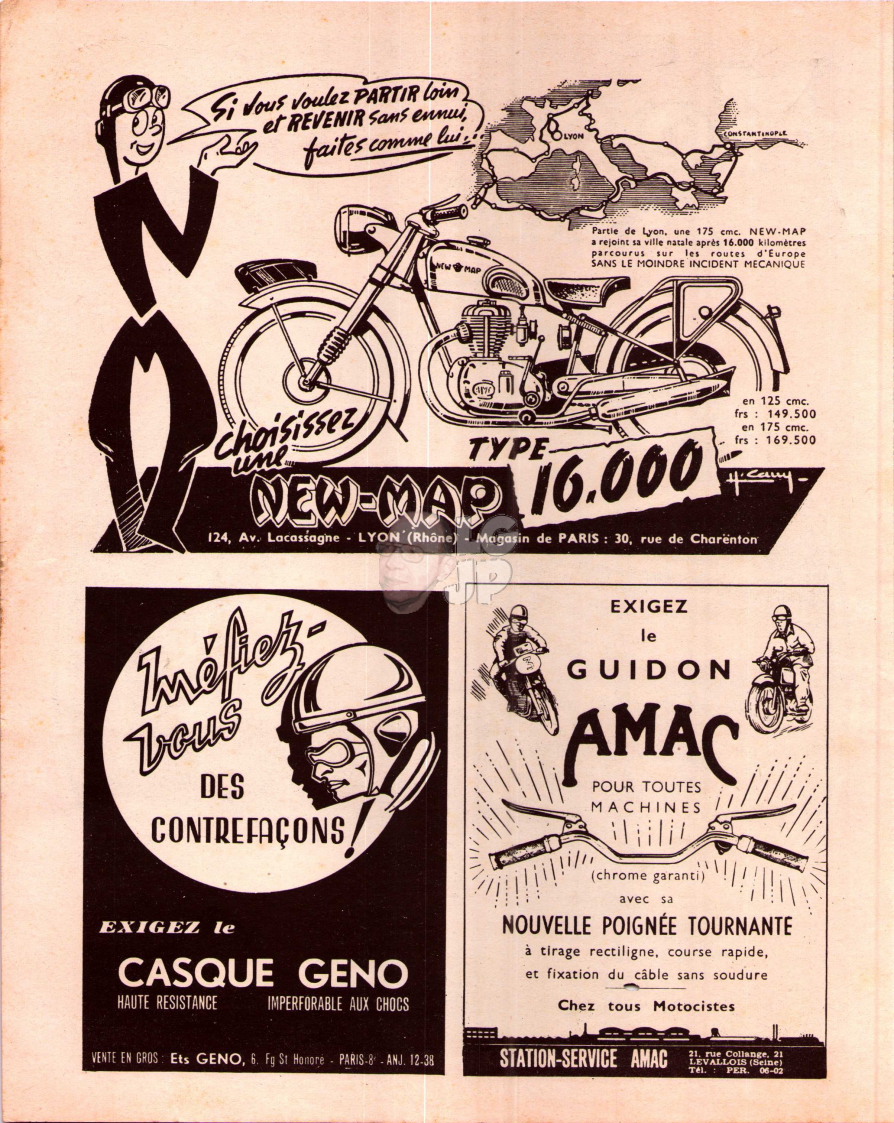 Si vous voulez PARTIR loin
et REVENIR sans ennui,
faites comme lui...
LYON
CONSTANTINOPLE
Partie de Lyon, une 175 cmc. NEW-MAP
a rejoint sa ville natale après 16.000 kilomètres
parcourus sur les routes d'Europe
SANS LE MOINDRE INCIDENT MECANIQUE
NEW MAP
en 125 cmc.
frs : 149.500
en 175 cmc.
frs : 169.500
choisissez
une
TYPE
16.000
NEW-MAP
124, Av. Lacassagne - LYON (Rhône) - Magasin de PARIS : 30, rue de Charenton
JP
Méfiez-
vous
DES
CONTREFAÇONS!
EXIGEZ le
CASQUE GENO
HAUTE RESISTANCE IMPERFORABLE AUX CHOCS
VENTE EN GROS : Ets GENO, 6, Fg St Honoré - PARIS-8e - ANJ. 12-38
EXIGEZ
le
GUIDON
AMAC
POUR TOUTES
MACHINES
(chrome garanti)
avec sa
NOUVELLE POIGNÉE TOURNANTE
à tirage rectiligne, course rapide,
et fixation du câble sans soudure
Chez tous Motocistes
STATION-SERVICE AMAC
21, rue Collange, 21
LEVALLOIS (Seine)
Tél. : PER. 06-02